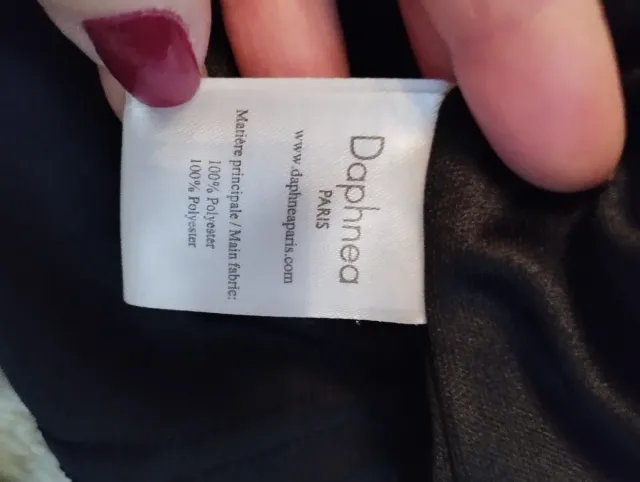 Daphnea
PARIS
www.daphneaparis.com
Matière principale / Main fabric:
100% Polyester
100% Polyester